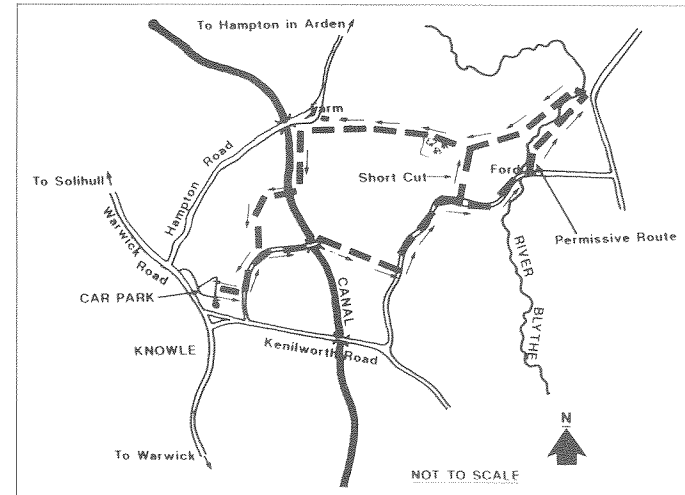 To Hampton in Arden
Farm
Hampton Road
To Solihull
Short Cut
Ford
Warwick Road
Permissive Route
RIVER BLYTHE
CAR PARK
CANAL
KNOWLE
Kenilworth Road
N
To Warwick
NOT TO SCALE